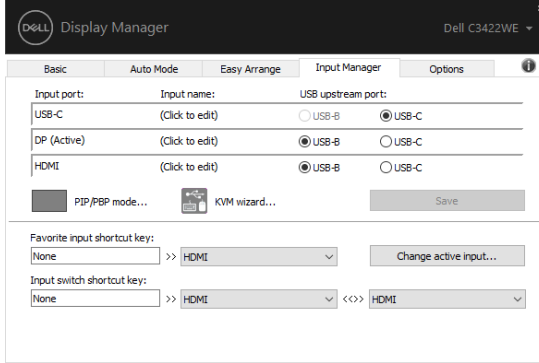 DELL Display Manager Dell C3422WE
Basic Auto Mode Easy Arrange Input Manager Options
Input port: Input name: USB upstream port:
USB-C (Click to edit) USB-B USB-C
DP (Active) (Click to edit) USB-B USB-C
HDMI (Click to edit) USB-B USB-C
PIP/PBP mode... KVM wizard... Save
Favorite input shortcut key:
None >> HDMI Change active input...
Input switch shortcut key:
None >> HDMI <<>> HDMI